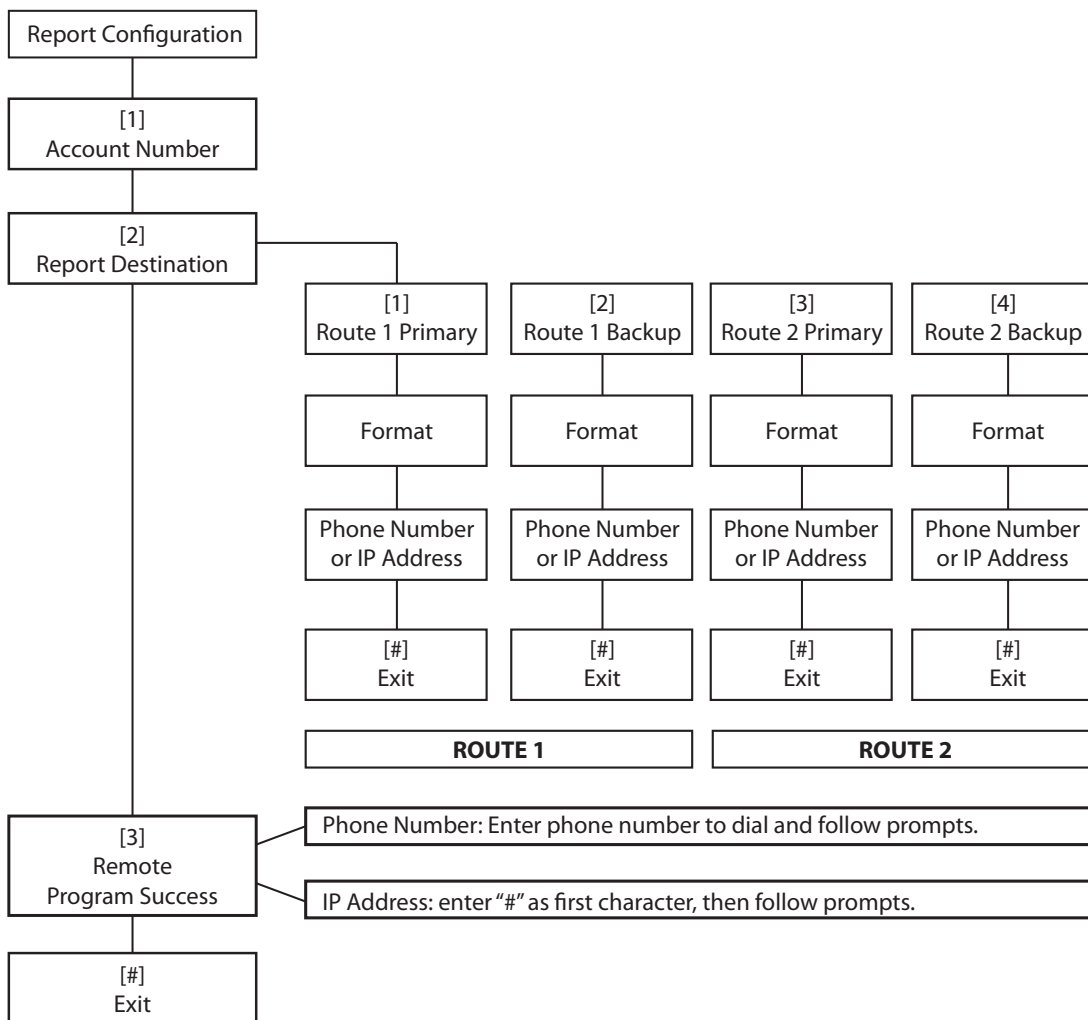 Report Configuration
[1]
Account Number
[2]
Report Destination
[1]
Route 1 Primary
[2]
Route 1 Backup
[3]
Route 2 Primary
[4]
Route 2 Backup
Format
Format
Format
Format
Phone Number
or IP Address
Phone Number
or IP Address
Phone Number
or IP Address
Phone Number
or IP Address
[#]
Exit
[#]
Exit
[#]
Exit
[#]
Exit
ROUTE 1
ROUTE 2
[3]
Remote
Program Success
Phone Number: Enter phone number to dial and follow prompts.
IP Address: enter “#” as first character, then follow prompts.
[#]
Exit